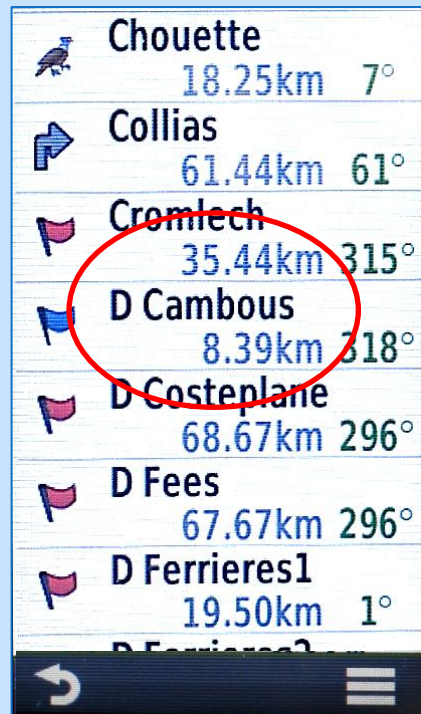 Chouette
18.25km 7°
Collias
61.44km 61°
Cromlech
35.44km 315°
D Cambous
8.39km 318°
D Costeplane
68.67km 296°
D Fees
67.67km 296°
D Ferrieres1
19.50km 1°